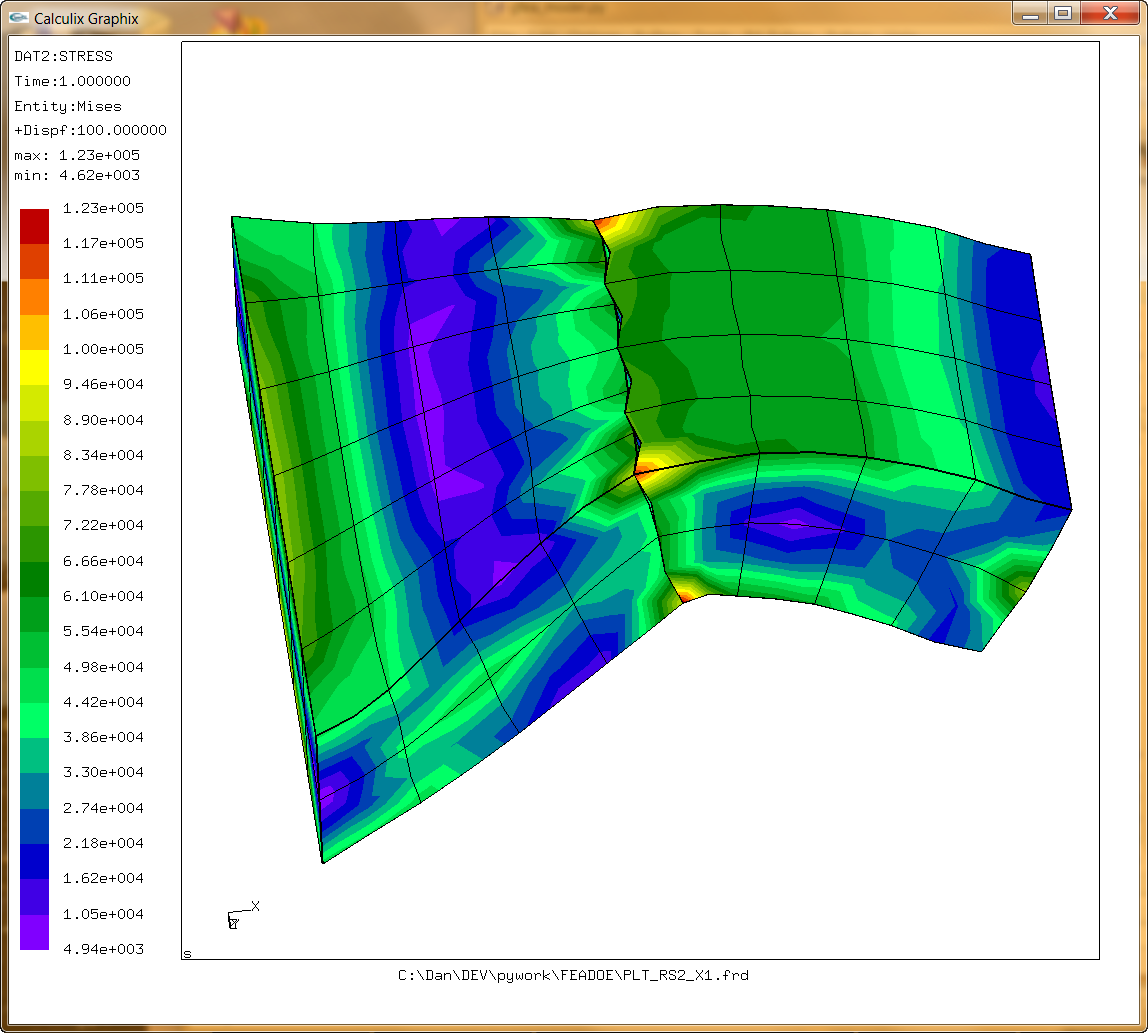 Calculix Graphix
DAT2:STRESS
Time:1.000000
Entity:Mises
+Dispf:100.000000
max: 1.23e+005
min: 4.62e+003
1.23e+005
1.17e+005
1.11e+005
1.06e+005
1.00e+005
9.46e+004
8.90e+004
8.34e+004
7.78e+004
7.22e+004
6.66e+004
6.10e+004
5.54e+004
4.98e+004
4.42e+004
3.86e+004
3.30e+004
2.74e+004
2.18e+004
1.62e+004
1.05e+004
4.94e+003
X
s
C:\Dan\DEV\pywork\FEADOE\PLT_RS2_X1.frd